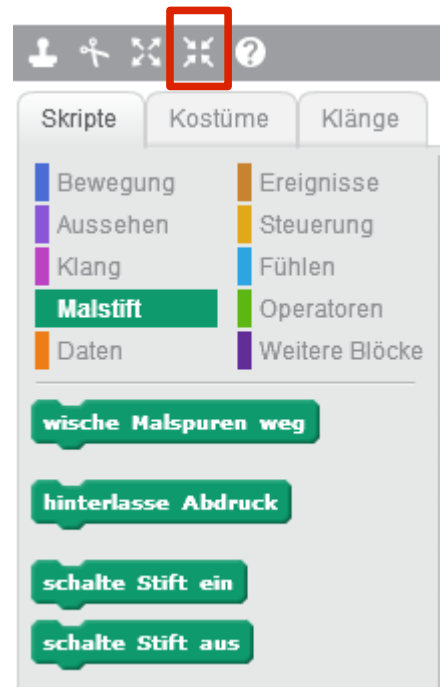 ?
Skripte Kostüme Klänge
Bewegung Ereignisse
Aussehen Steuerung
Klang Fühlen
Malstift Operatoren
Daten Weitere Blöcke
wische Malspuren weg
hinterlasse Abdruck
schalte Stift ein
schalte Stift aus